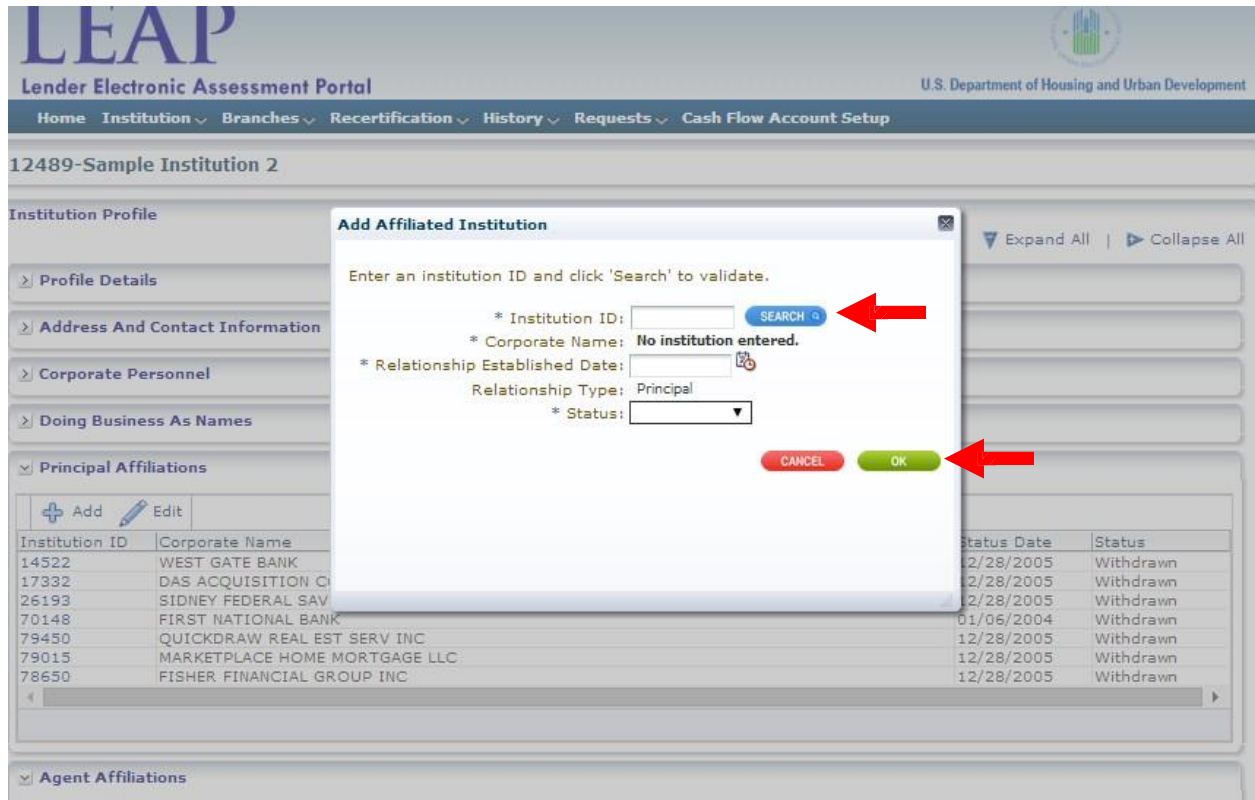 LEAP
Lender Electronic Assessment Portal
U.S. Department of Housing and Urban Development
Home Institution Branches Recertification History Requests Cash Flow Account Setup
12489-Sample Institution 2
Institution Profile
Expand All | Collapse All
Profile Details
Address And Contact Information
Corporate Personnel
Doing Business As Names
Principal Affiliations
Add Edit
Institution ID Corporate Name Status Date Status
14522 WEST GATE BANK 12/28/2005 Withdrawn
17332 DAS ACQUISITION 12/28/2005 Withdrawn
26193 SIDNEY FEDERAL SAV 12/28/2005 Withdrawn
70148 FIRST NATIONAL BANK 01/06/2004 Withdrawn
79450 QUICKDRAW REAL EST SERV INC 12/28/2005 Withdrawn
79015 MARKETPLACE HOME MORTGAGE LLC 12/28/2005 Withdrawn
78650 FISHER FINANCIAL GROUP INC 12/28/2005 Withdrawn
Agent Affiliations
Add Affiliated Institution
Enter an institution ID and click 'Search' to validate.
* Institution ID: SEARCH
* Corporate Name: No institution entered.
* Relationship Established Date:
Relationship Type: Principal
* Status:
CANCEL OK